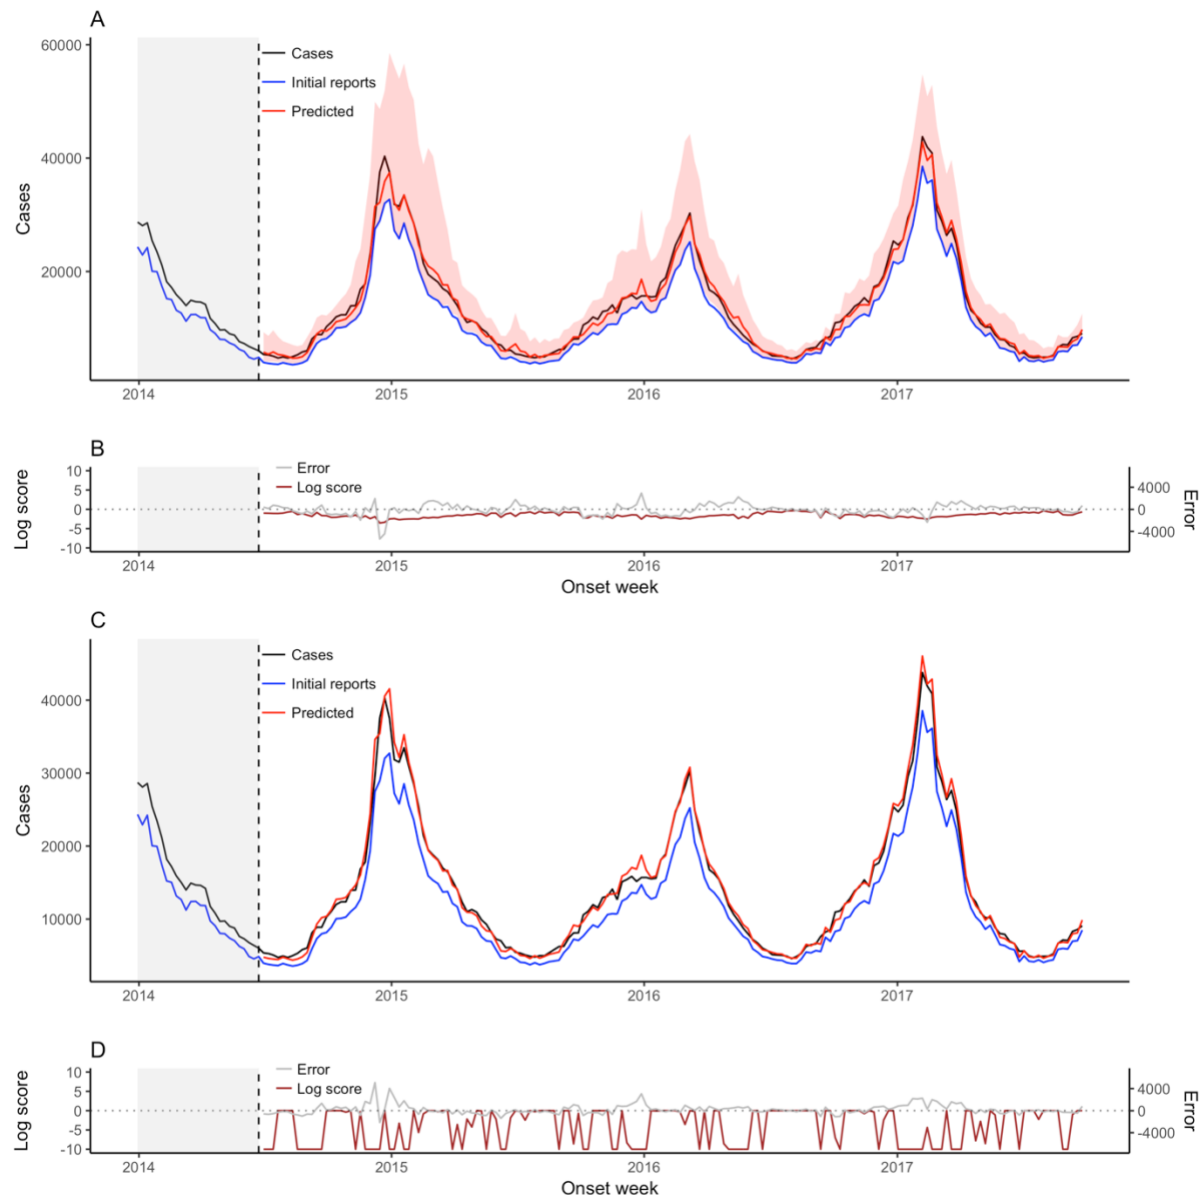 A
60000
40000
20000
Cases
Cases
Initial reports
Predicted
2014 2015 2016 2017
B
Log score
10
5
0
-5
-10
Error
Log score
4000
0
-4000
Error
2014 2015 2016 2017
Onset week
C
40000
30000
20000
10000
Cases
Cases
Initial reports
Predicted
2014 2015 2016 2017
D
Log score
10
5
0
-5
-10
Error
Log score
4000
0
-4000
Error
2014 2015 2016 2017
Onset week